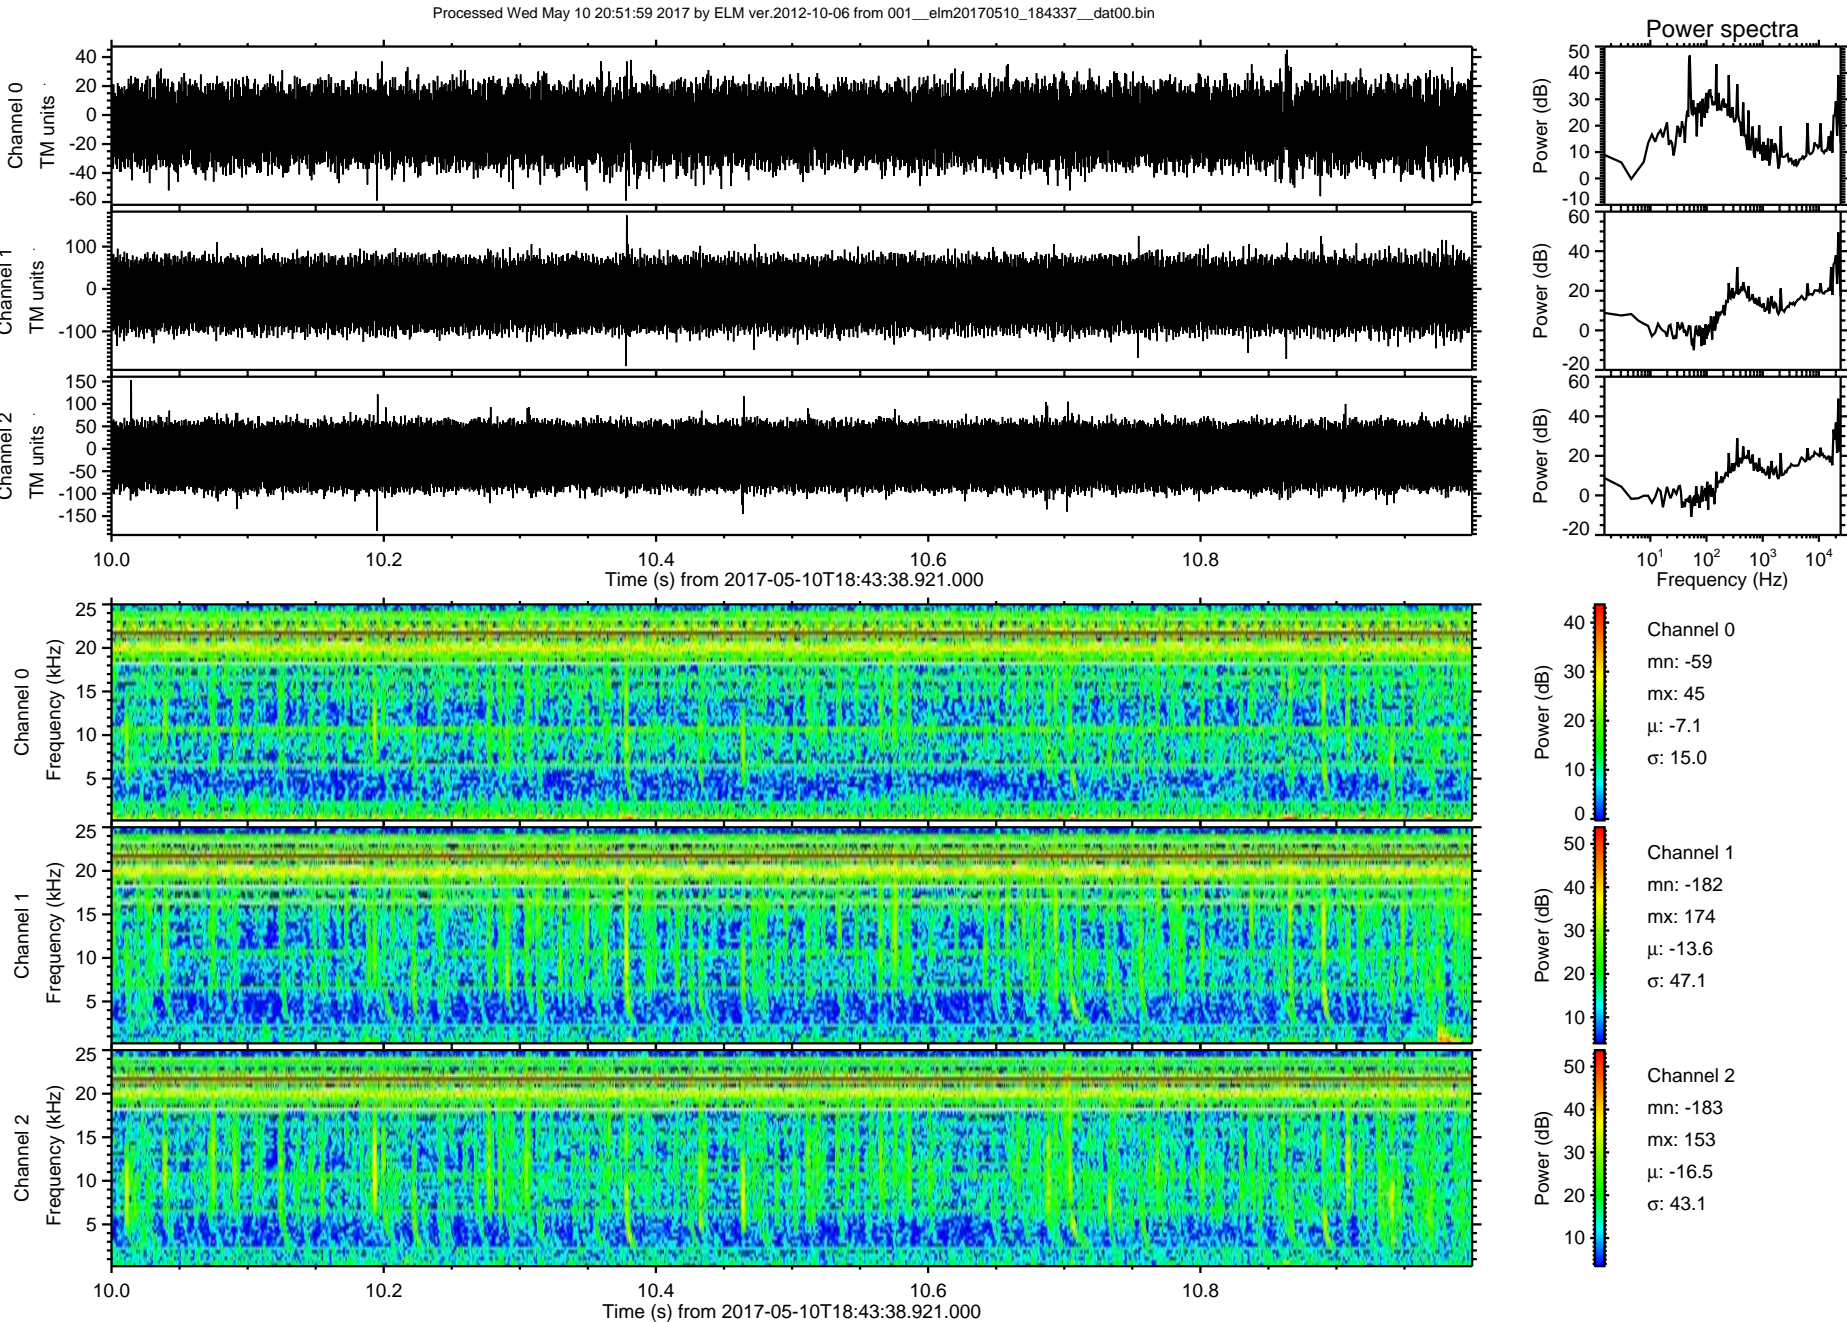 Processed Wed May 10 20:51:59 2017 by ELM ver.2012-10-06 from 001__elm20170510_184337__dat00.bin
Power spectra
Channel 0
TM units
40
20
0
-20
-40
-60
Power (dB)
50
40
30
20
10
0
-10
Channel 1
TM units
100
0
-100
Power (dB)
60
40
20
0
-20
Channel 2
TM units
150
100
50
0
-50
-100
-150
Power (dB)
60
40
20
0
-20
10.0 10.2 10.4 10.6 10.8
Time (s) from 2017-05-10T18:43:38.921.000
10¹ 10² 10³ 10⁴
Frequency (Hz)
Channel 0
Frequency (kHz)
25
20
15
10
5
Power (dB)
40
30
20
10
0
Channel 0
mn: -59
mx: 45
μ: -7.1
σ: 15.0
Channel 1
Frequency (kHz)
25
20
15
10
5
Power (dB)
50
40
30
20
10
Channel 1
mn: -182
mx: 174
μ: -13.6
σ: 47.1
Channel 2
Frequency (kHz)
25
20
15
10
5
Power (dB)
50
40
30
20
10
Channel 2
mn: -183
mx: 153
μ: -16.5
σ: 43.1
10.0 10.2 10.4 10.6 10.8
Time (s) from 2017-05-10T18:43:38.921.000